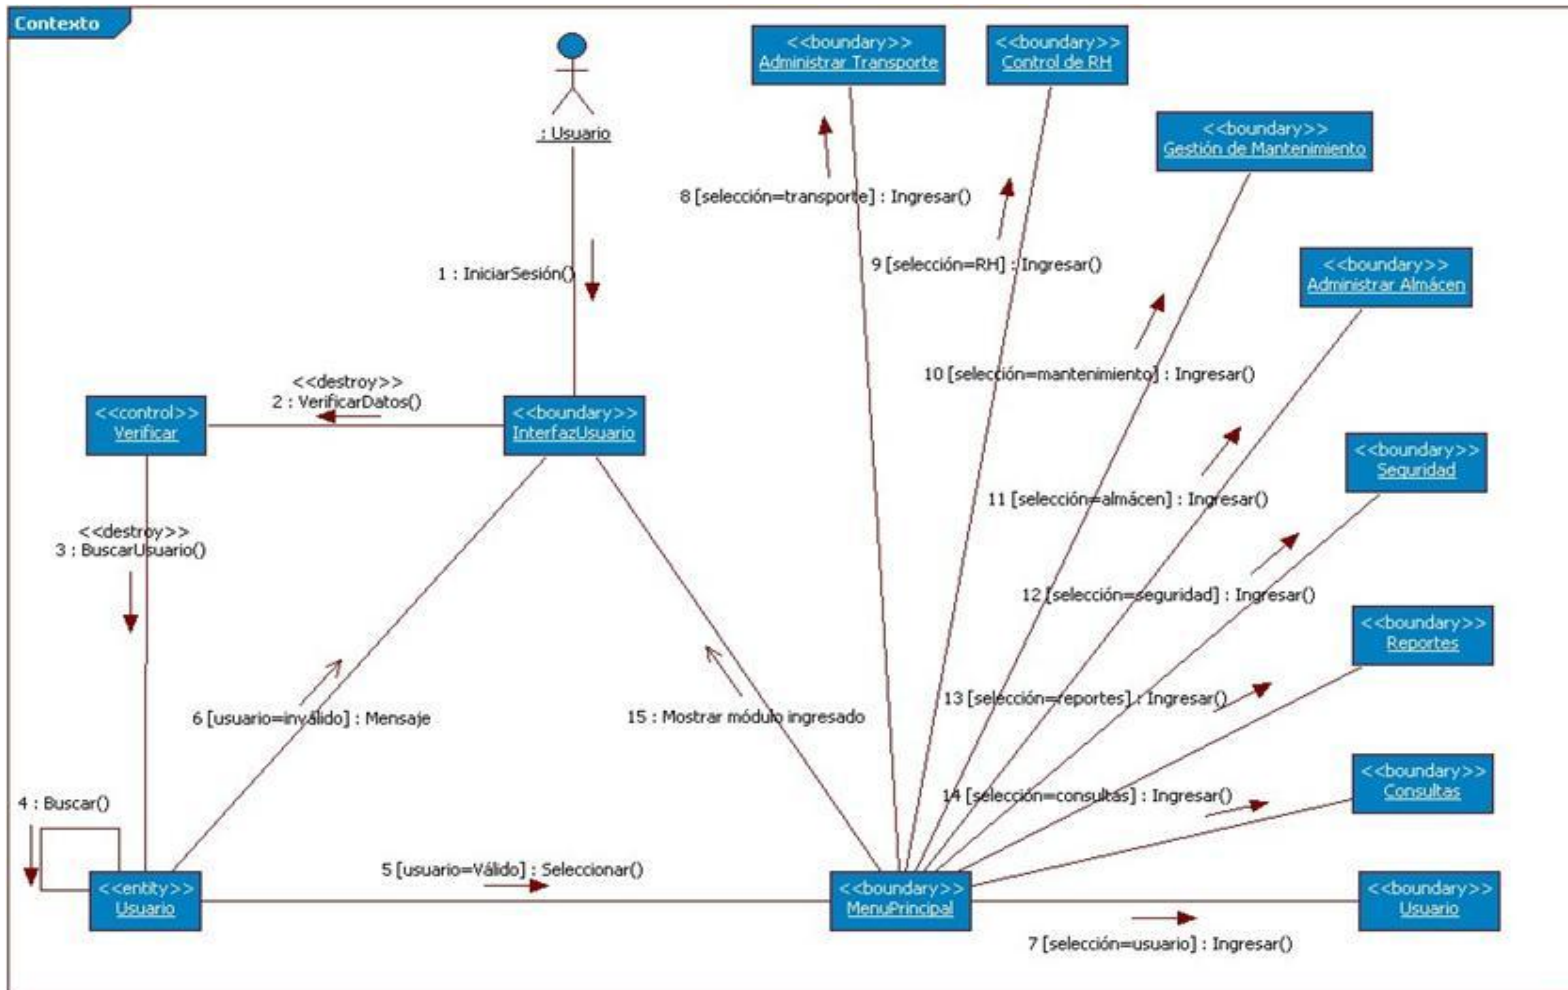 Contexto
<<boundary>>
Administrar Transporte
<<boundary>>
Control de RH
: Usuario
<<boundary>>
Gestión de Mantenimiento
8 [selección=transporte] : Ingresar()
9 [selección=RH] : Ingresar()
1 : IniciarSesión()
<<boundary>>
Administrar Almácen
10 [selección=mantenimiento] : Ingresar()
<<destroy>>
2 : VerificarDatos()
<<control>>
Verificar
<<boundary>>
InterfazUsuario
<<boundary>>
Seguridad
11 [selección=almácen] : Ingresar()
<<destroy>>
3 : BuscarUsuario()
12 [selección=seguridad] : Ingresar()
<<boundary>>
Reportes
13 [selección=reportes] : Ingresar()
6 [usuario=inválido] : Mensaje
15 : Mostrar módulo ingresado
<<boundary>>
Consultas
14 [selección=consultas] : Ingresar()
4 : Buscar()
5 [usuario=Válido] : Seleccionar()
<<entity>>
Usuario
<<boundary>>
MenuPrincipal
<<boundary>>
Usuario
7 [selección=usuario] : Ingresar()